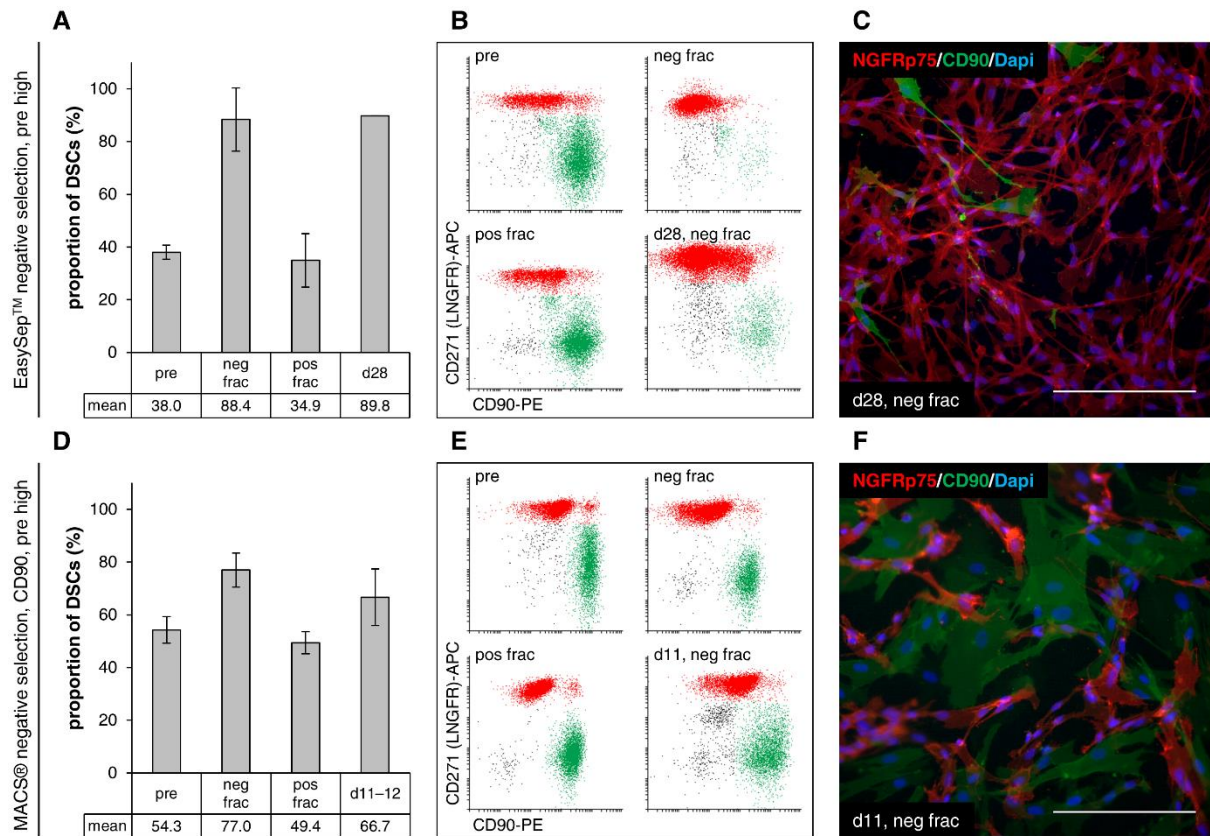 A
EasySep™ negative selection, pre high
proportion of DSCs (%)
100
80
60
40
20
0
pre
neg
frac
pos
frac
d28
mean
38.0
88.4
34.9
89.8
B
pre
neg frac
pos frac
d28, neg frac
CD271 (LNGFR)-APC
CD90-PE
C
NGFRp75/CD90/Dapi
d28, neg frac
D
MACS® negative selection, CD90, pre high
proportion of DSCs (%)
100
80
60
40
20
0
pre
neg
frac
pos
frac
d11–12
mean
54.3
77.0
49.4
66.7
E
pre
neg frac
pos frac
d11, neg frac
CD271 (LNGFR)-APC
CD90-PE
F
NGFRp75/CD90/Dapi
d11, neg frac